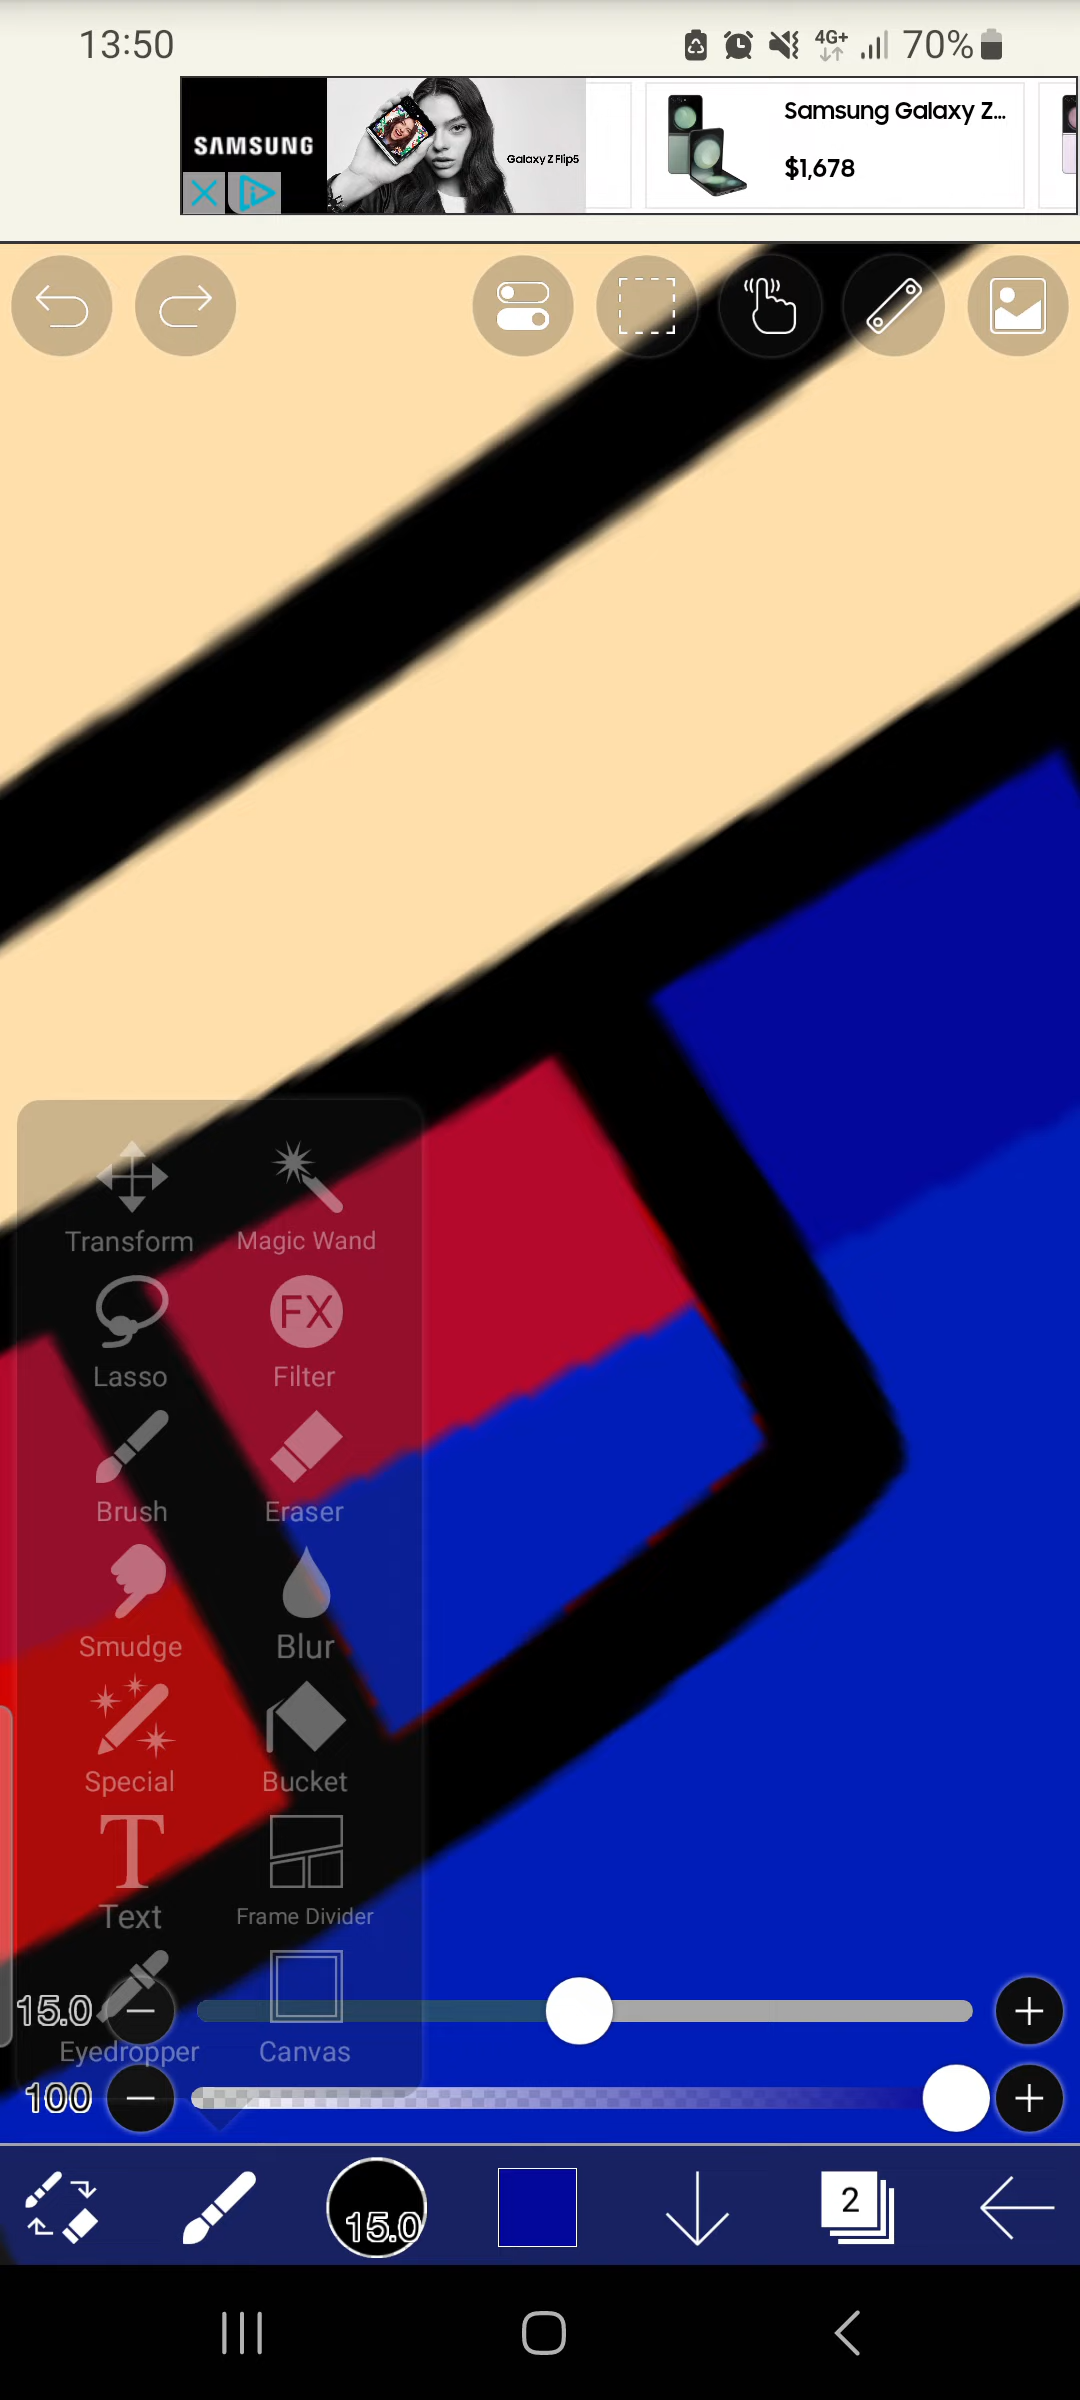 13:50
4G+
70%
SAMSUNG
Galaxy Z Flip5
Samsung Galaxy Z...
$1,678
Transform
Magic Wand
Lasso
FX
Filter
Brush
Eraser
Smudge
Blur
Special
Bucket
T
Text
Frame Divider
15.0
Eyedropper
Canvas
100
15.0
2